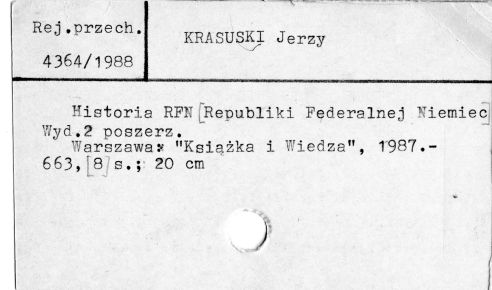 Rej.przech.
4364/1988
KRASUSKI Jerzy
Historia RFN [Republiki Federalnej Niemiec]
Wyd.2 poszerz.
Warszawa: "Książka i Wiedza", 1987.-
663, [8] s.; 20 cm